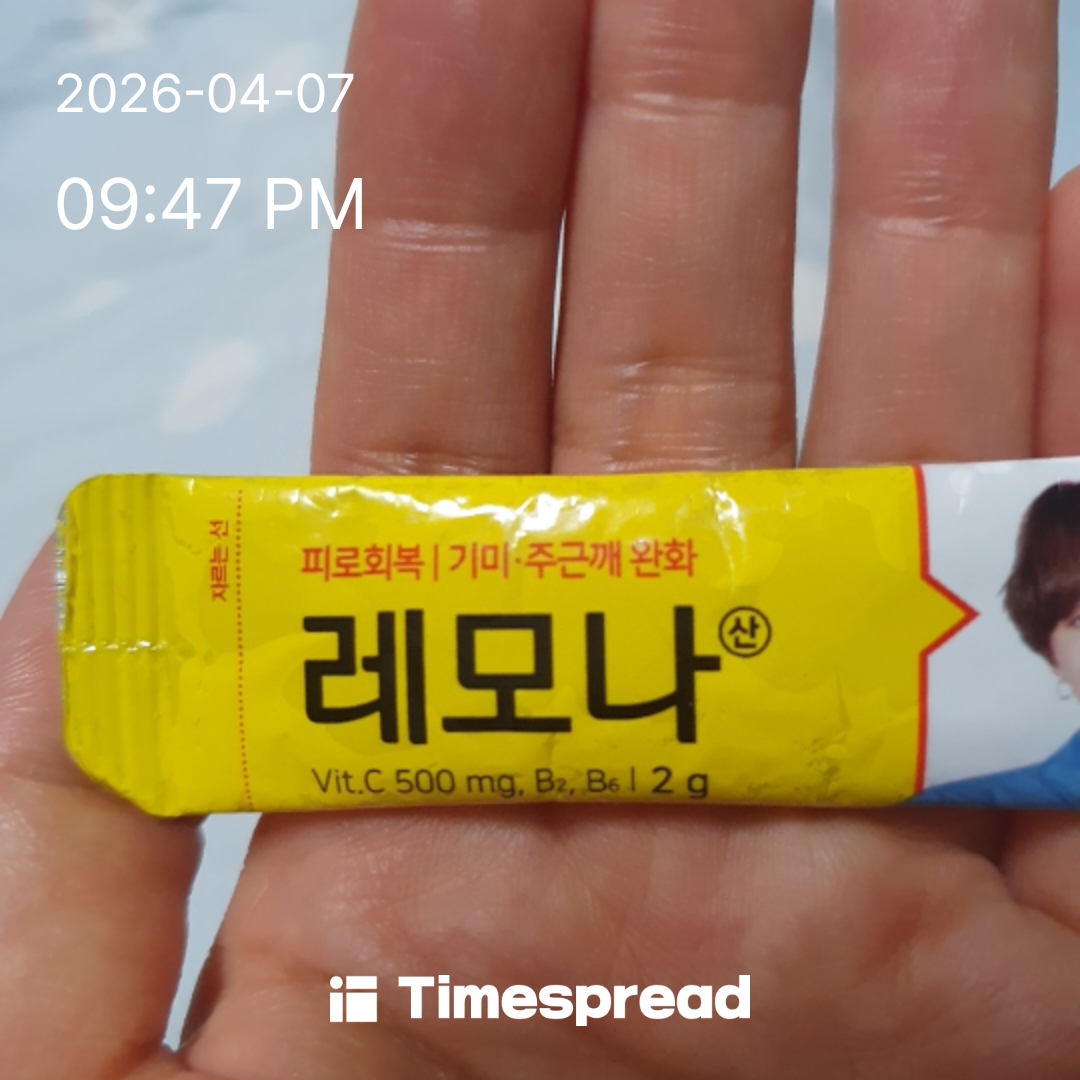 2026-04-07
09:47 PM
자르는 선
피로회복 | 기미·주근깨 완화
레모나㉦산
Vit.C 500 mg, B₂, B₆ | 2 g
Timespread